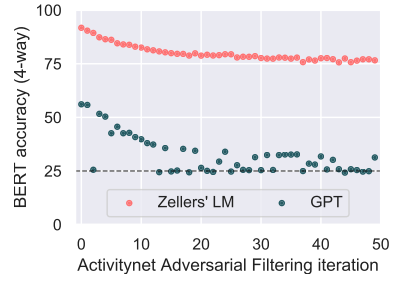 BERT accuracy (4-way)
100
75
50
25
0
Zellers' LM GPT
0 10 20 30 40 50
Activitynet Adversarial Filtering iteration